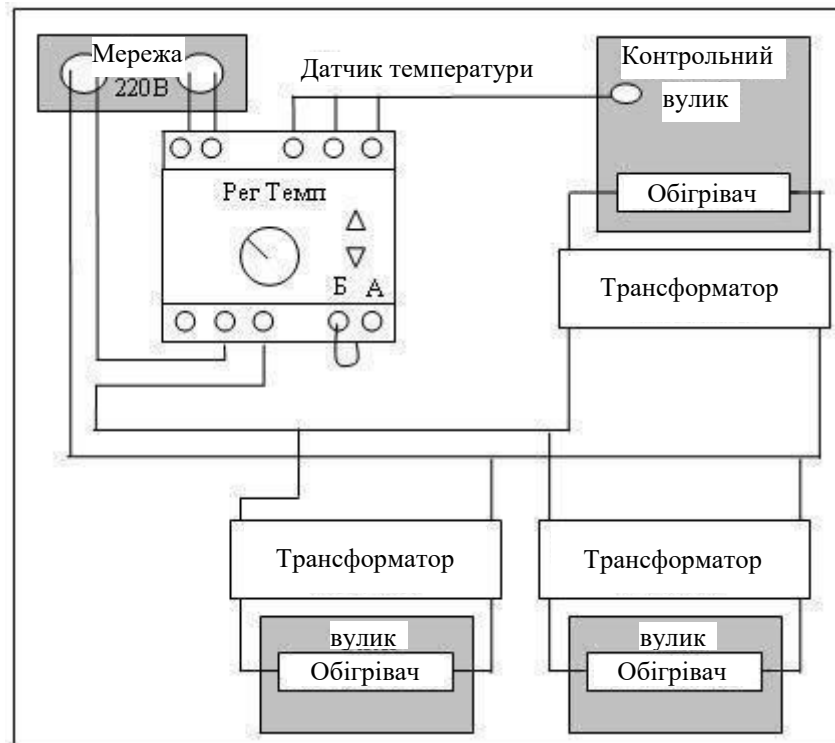 Мережа
220В
Датчик температури
Контрольний
вулик
Рег Темп
Обігрівач
Б А
Трансформатор
Трансформатор
Трансформатор
вулик
вулик
Обігрівач
Обігрівач